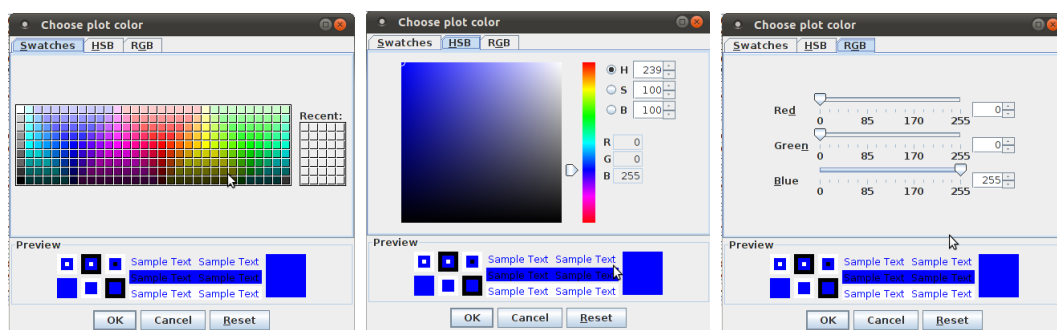 Choose plot color
Swatches HSB RGB
Recent:
Preview
Sample Text Sample Text
Sample Text Sample Text
Sample Text Sample Text
OK Cancel Reset
Choose plot color
Swatches HSB RGB
H 239
S 100
B 100
R 0
G 0
B 255
Preview
Sample Text Sample Text
Sample Text Sample Text
Sample Text Sample Text
OK Cancel Reset
Choose plot color
Swatches HSB RGB
Red 0
0 85 170 255
Green 0
0 85 170 255
Blue 255
0 85 170 255
Preview
Sample Text Sample Text
Sample Text Sample Text
Sample Text Sample Text
OK Cancel Reset